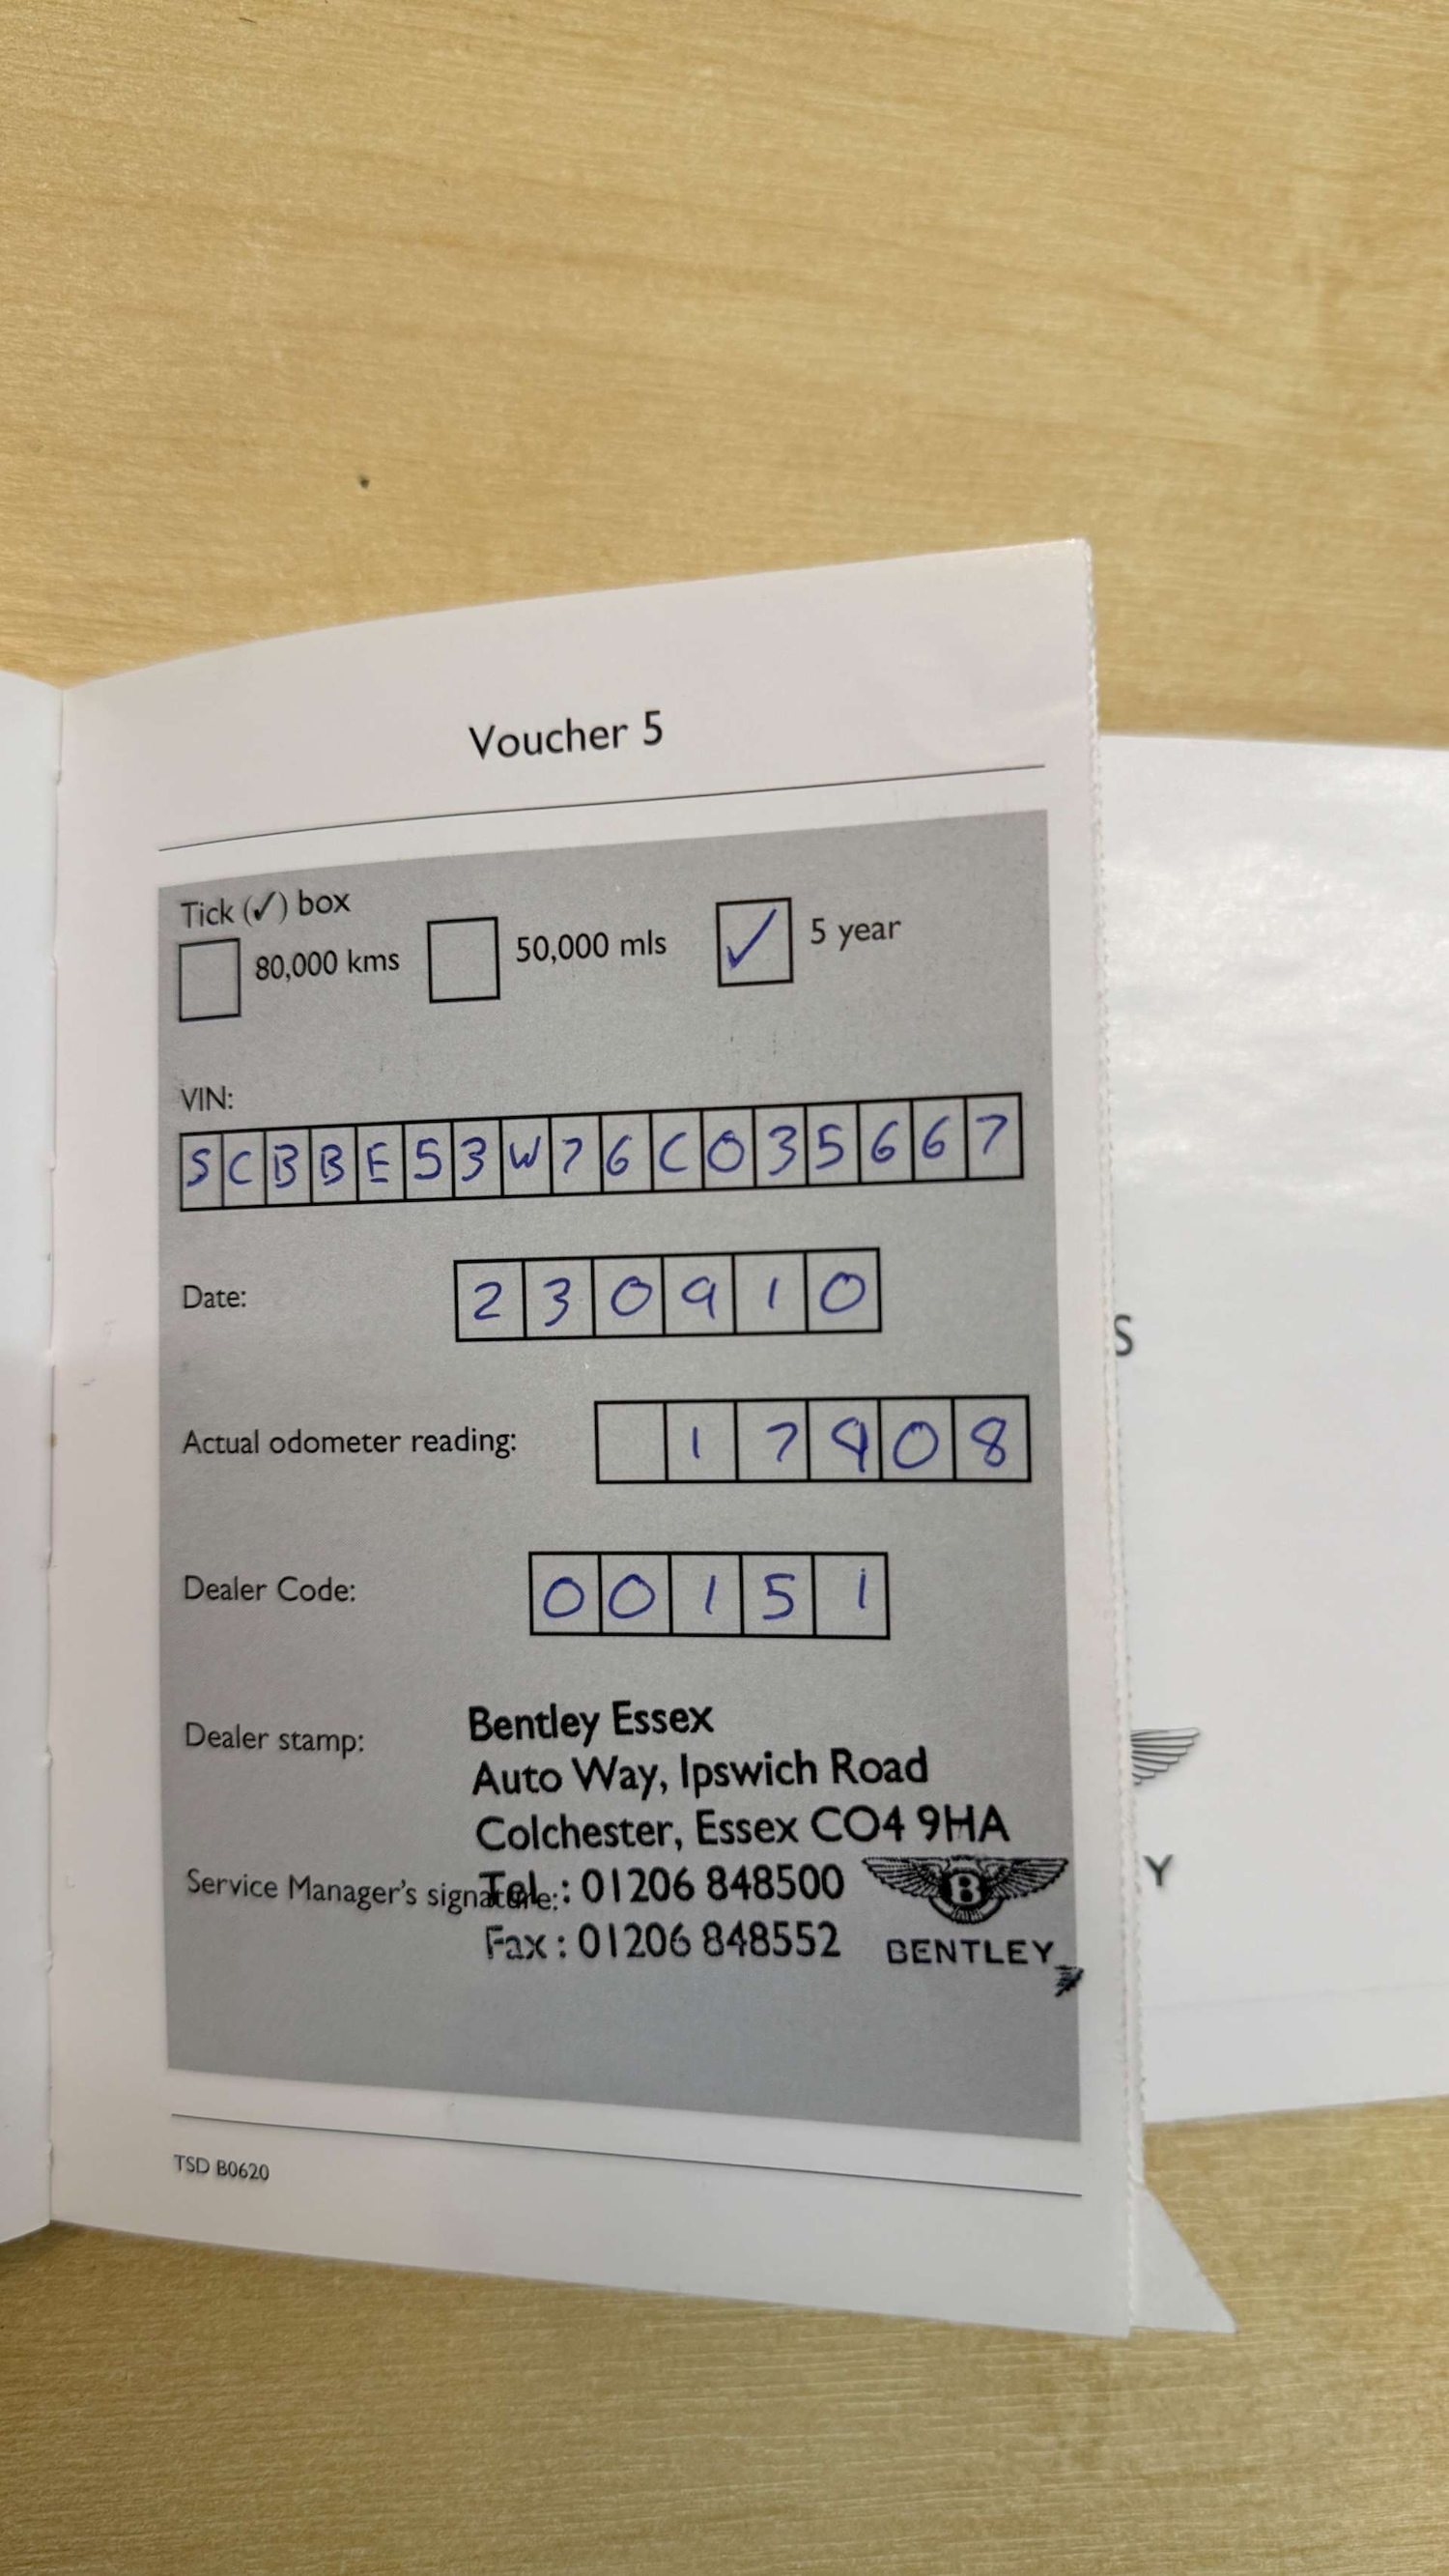 Voucher 5
Tick (✓) box
80,000 kms 50,000 mls ✓ 5 year
VIN:
SCBBE53W76C035667
Date: 230910
Actual odometer reading: 17908
Dealer Code: 00151
Dealer stamp: Bentley Essex
Auto Way, Ipswich Road
Colchester, Essex CO4 9HA
Service Manager's signature: Tel.: 01206 848500
Fax : 01206 848552
B
BENTLEY
TSD B0620
S
Y